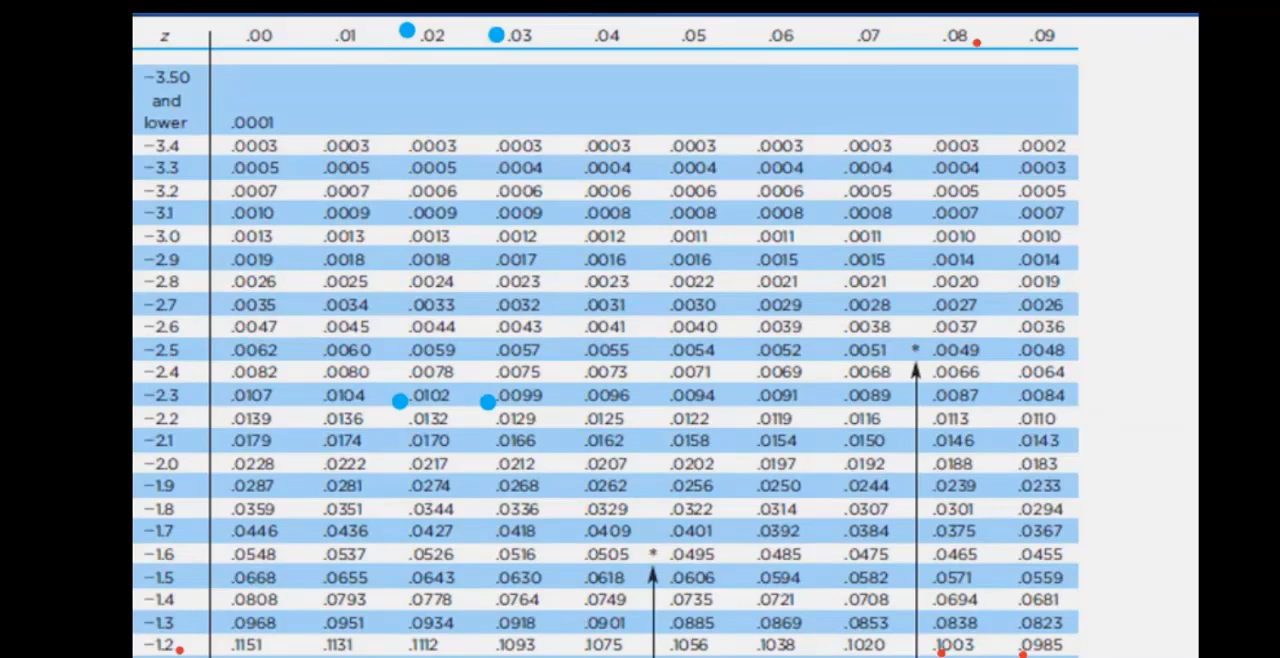 z .00 .01 .02 .03 .04 .05 .06 .07 .08 .09
−3.50
and
lower .0001
−3.4 .0003 .0003 .0003 .0003 .0003 .0003 .0003 .0003 .0003 .0002
−3.3 .0005 .0005 .0005 .0004 .0004 .0004 .0004 .0004 .0004 .0003
−3.2 .0007 .0007 .0006 .0006 .0006 .0006 .0006 .0005 .0005 .0005
−3.1 .0010 .0009 .0009 .0009 .0008 .0008 .0008 .0008 .0007 .0007
−3.0 .0013 .0013 .0013 .0012 .0012 .0011 .0011 .0011 .0010 .0010
−2.9 .0019 .0018 .0018 .0017 .0016 .0016 .0015 .0015 .0014 .0014
−2.8 .0026 .0025 .0024 .0023 .0023 .0022 .0021 .0021 .0020 .0019
−2.7 .0035 .0034 .0033 .0032 .0031 .0030 .0029 .0028 .0027 .0026
−2.6 .0047 .0045 .0044 .0043 .0041 .0040 .0039 .0038 .0037 .0036
−2.5 .0062 .0060 .0059 .0057 .0055 .0054 .0052 .0051 * .0049 .0048
−2.4 .0082 .0080 .0078 .0075 .0073 .0071 .0069 .0068 .0066 .0064
−2.3 .0107 .0104 .0102 .0099 .0096 .0094 .0091 .0089 .0087 .0084
−2.2 .0139 .0136 .0132 .0129 .0125 .0122 .0119 .0116 .0113 .0110
−2.1 .0179 .0174 .0170 .0166 .0162 .0158 .0154 .0150 .0146 .0143
−2.0 .0228 .0222 .0217 .0212 .0207 .0202 .0197 .0192 .0188 .0183
−1.9 .0287 .0281 .0274 .0268 .0262 .0256 .0250 .0244 .0239 .0233
−1.8 .0359 .0351 .0344 .0336 .0329 .0322 .0314 .0307 .0301 .0294
−1.7 .0446 .0436 .0427 .0418 .0409 .0401 .0392 .0384 .0375 .0367
−1.6 .0548 .0537 .0526 .0516 .0505 * .0495 .0485 .0475 .0465 .0455
−1.5 .0668 .0655 .0643 .0630 .0618 .0606 .0594 .0582 .0571 .0559
−1.4 .0808 .0793 .0778 .0764 .0749 .0735 .0721 .0708 .0694 .0681
−1.3 .0968 .0951 .0934 .0918 .0901 .0885 .0869 .0853 .0838 .0823
−1.2 .1151 .1131 .1112 .1093 .1075 .1056 .1038 .1020 .1003 .0985